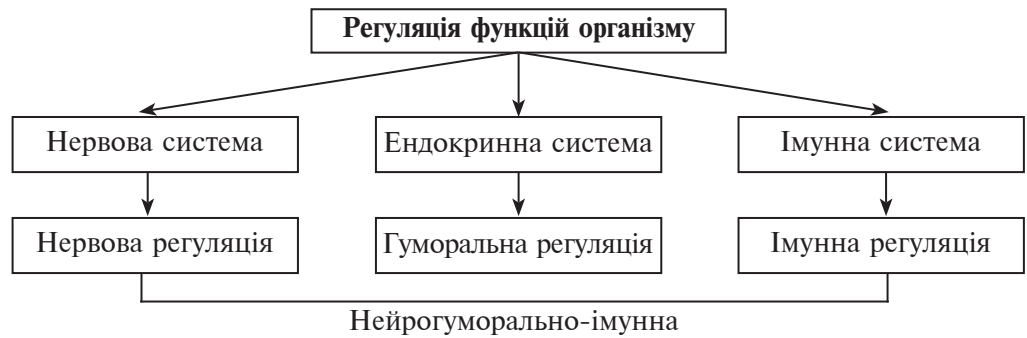 Регуляція функцій організму
Нервова система
Ендокринна система
Імунна система
Нервова регуляція
Гуморальна регуляція
Імунна регуляція
Нейрогуморально-імунна